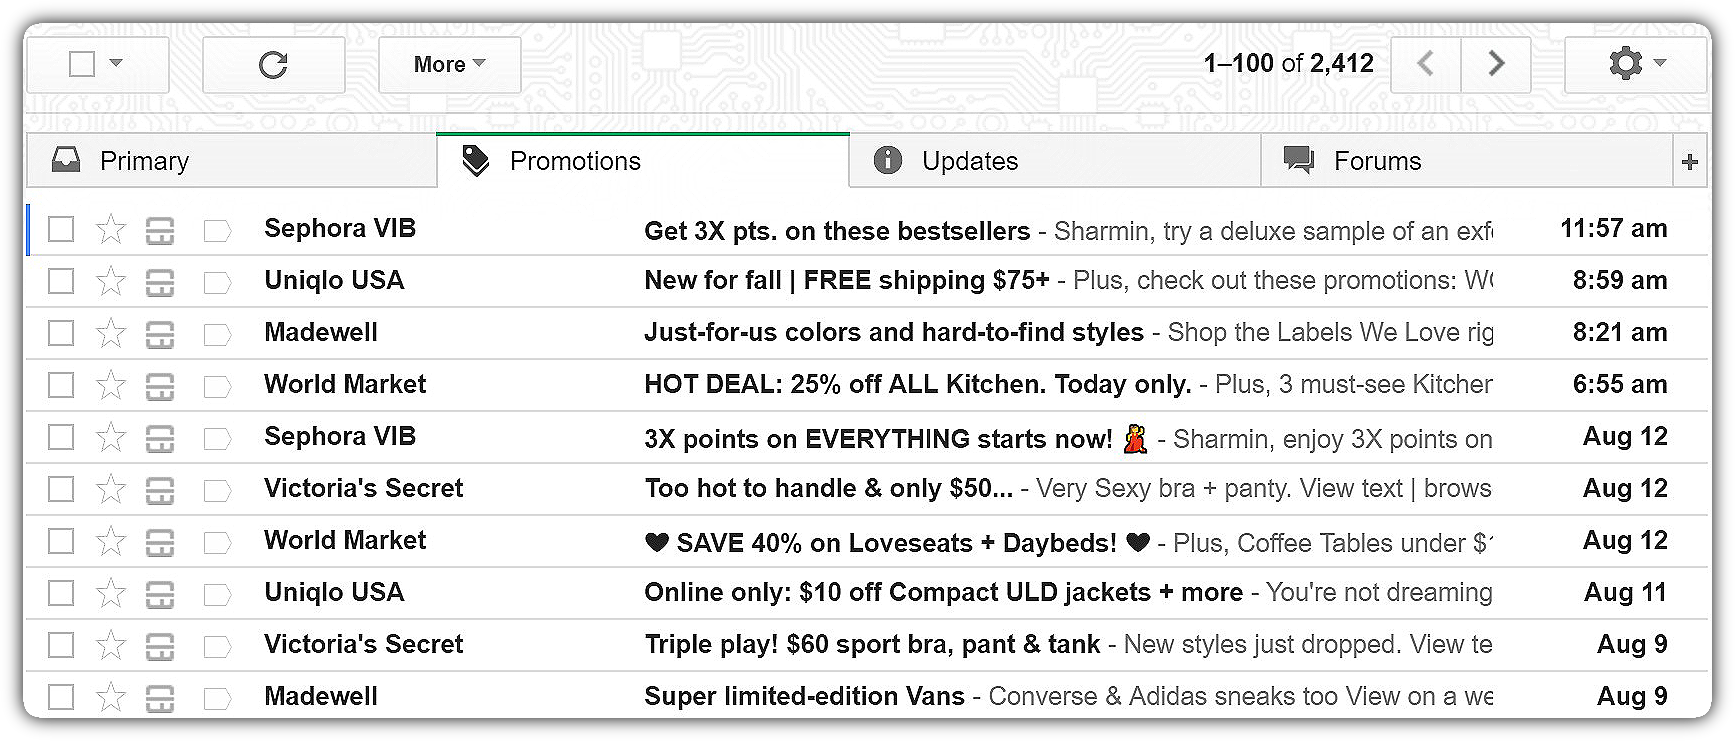 More 1–100 of 2,412
Primary Promotions Updates Forums +
Sephora VIB Get 3X pts. on these bestsellers - Sharmin, try a deluxe sample of an 11:57 am
Uniqlo USA New for fall | FREE shipping $75+ - Plus, check out these promotions: 8:59 am
Madewell Just-for-us colors and hard-to-find styles - Shop the Labels We Love rig 8:21 am
World Market HOT DEAL: 25% off ALL Kitchen. Today only. - Plus, 3 must-see Kitchen 6:55 am
Sephora VIB 3X points on EVERYTHING starts now! 💃 - Sharmin, enjoy 3X points on Aug 12
Victoria's Secret Too hot to handle & only $50... - Very Sexy bra + panty. View text | brows Aug 12
World Market ♥ SAVE 40% on Loveseats + Daybeds! ♥ - Plus, Coffee Tables under Aug 12
Uniqlo USA Online only: $10 off Compact ULD jackets + more - You're not dreaming Aug 11
Victoria's Secret Triple play! $60 sport bra, pant & tank - New styles just dropped. View te Aug 9
Madewell Super limited-edition Vans - Converse & Adidas sneaks too View on a we Aug 9